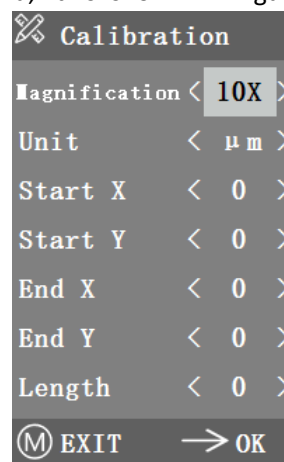 Calibration
Magnification < 10X >
Unit < μm >
Start X < 0 >
Start Y < 0 >
End X < 0 >
End Y < 0 >
Length < 0 >
M EXIT → OK